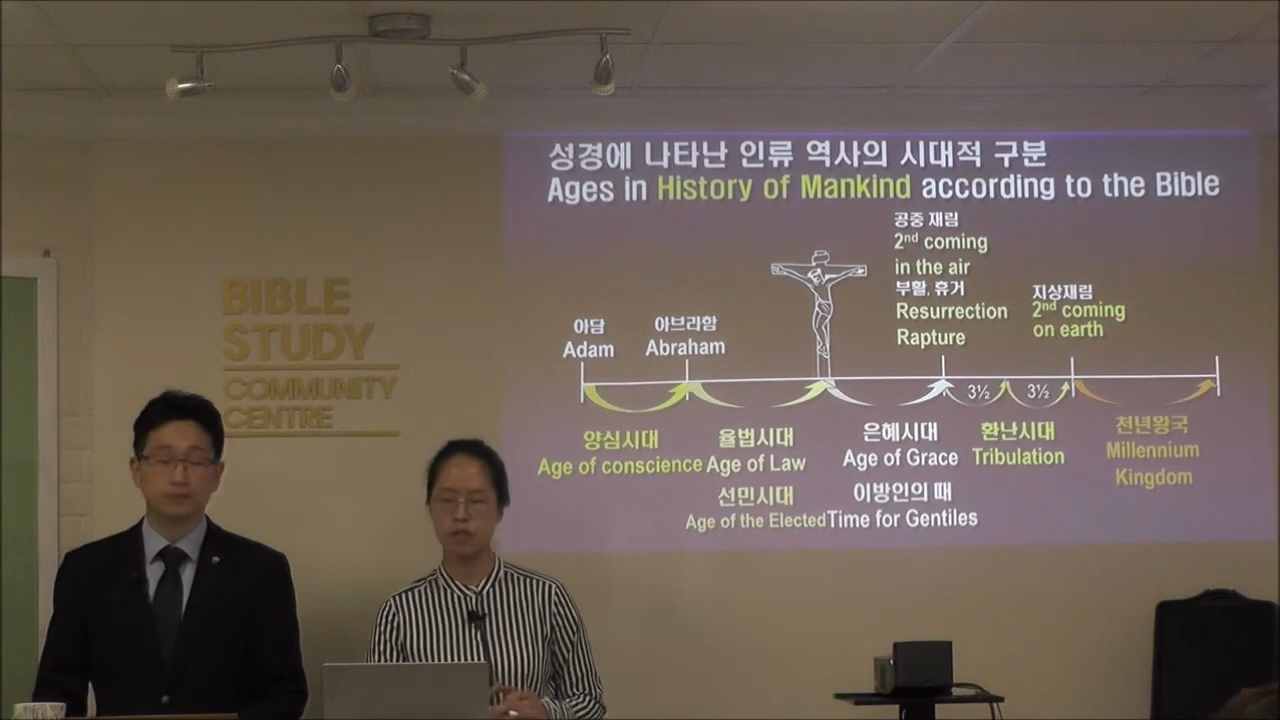 성경에 나타난 인류 역사의 시대적 구분
Ages in History of Mankind according to the Bible
공중 재림
2nd coming
in the air
부활, 휴거
Resurrection
Rapture
지상재림
2nd coming
on earth
아담
Adam
아브라함
Abraham
3½
3½
양심시대
Age of conscience
율법시대
Age of Law
은혜시대
Age of Grace
환난시대
Tribulation
천년왕국
Millennium
Kingdom
선민시대
Age of the Elected
이방인의 때
Time for Gentiles
BIBLE
STUDY
COMMUNITY
CENTRE